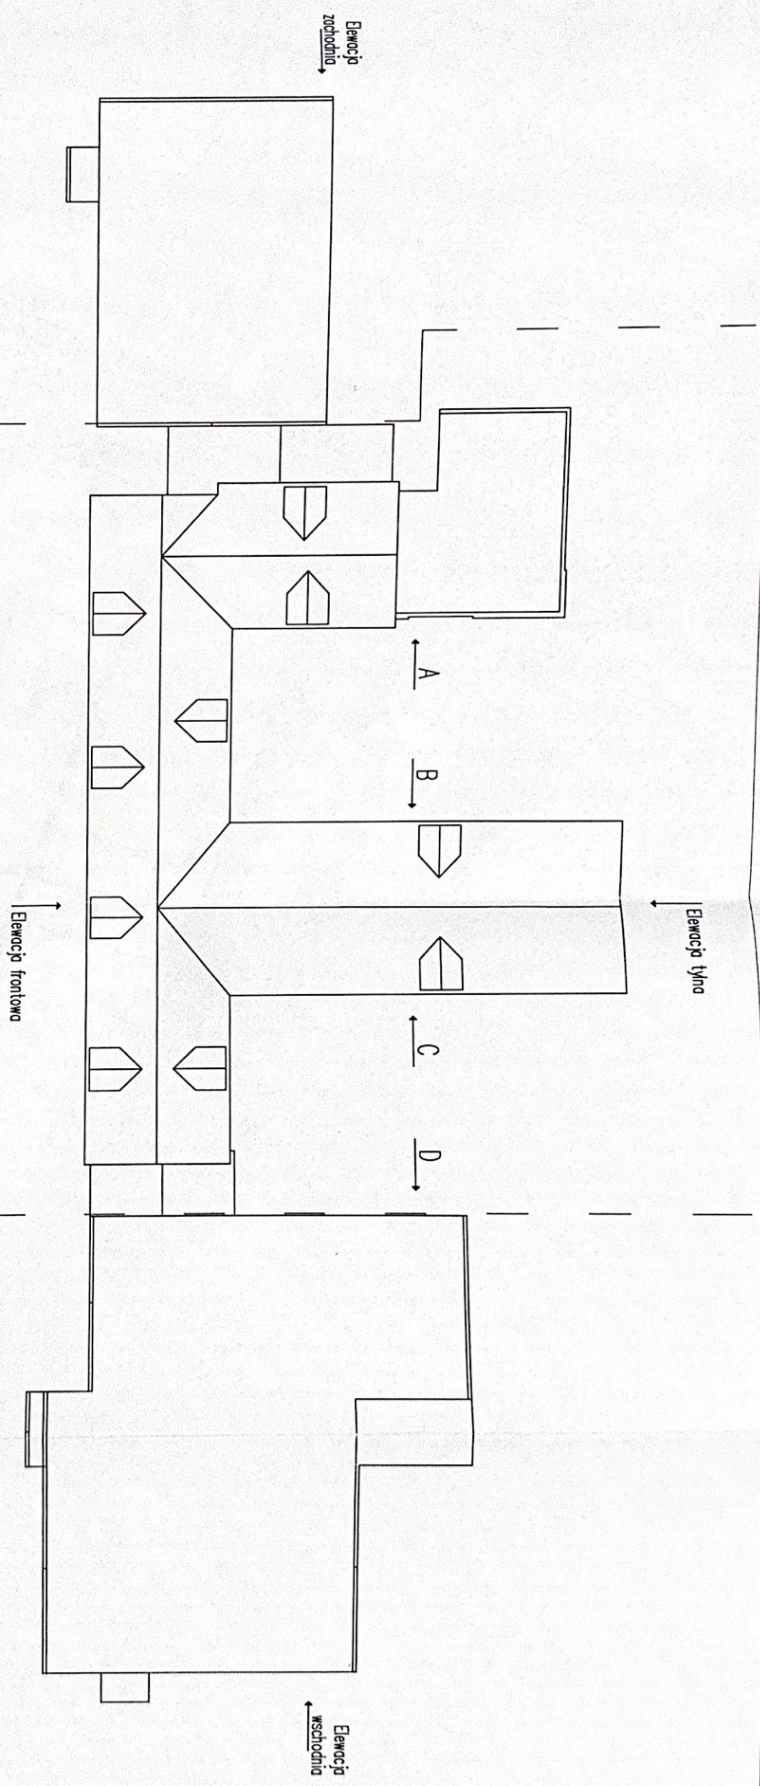 Elewacja
zachodnia
A
B
Elewacja tylna
Elewacja frontowa
C
D
Elewacja
wschodnia